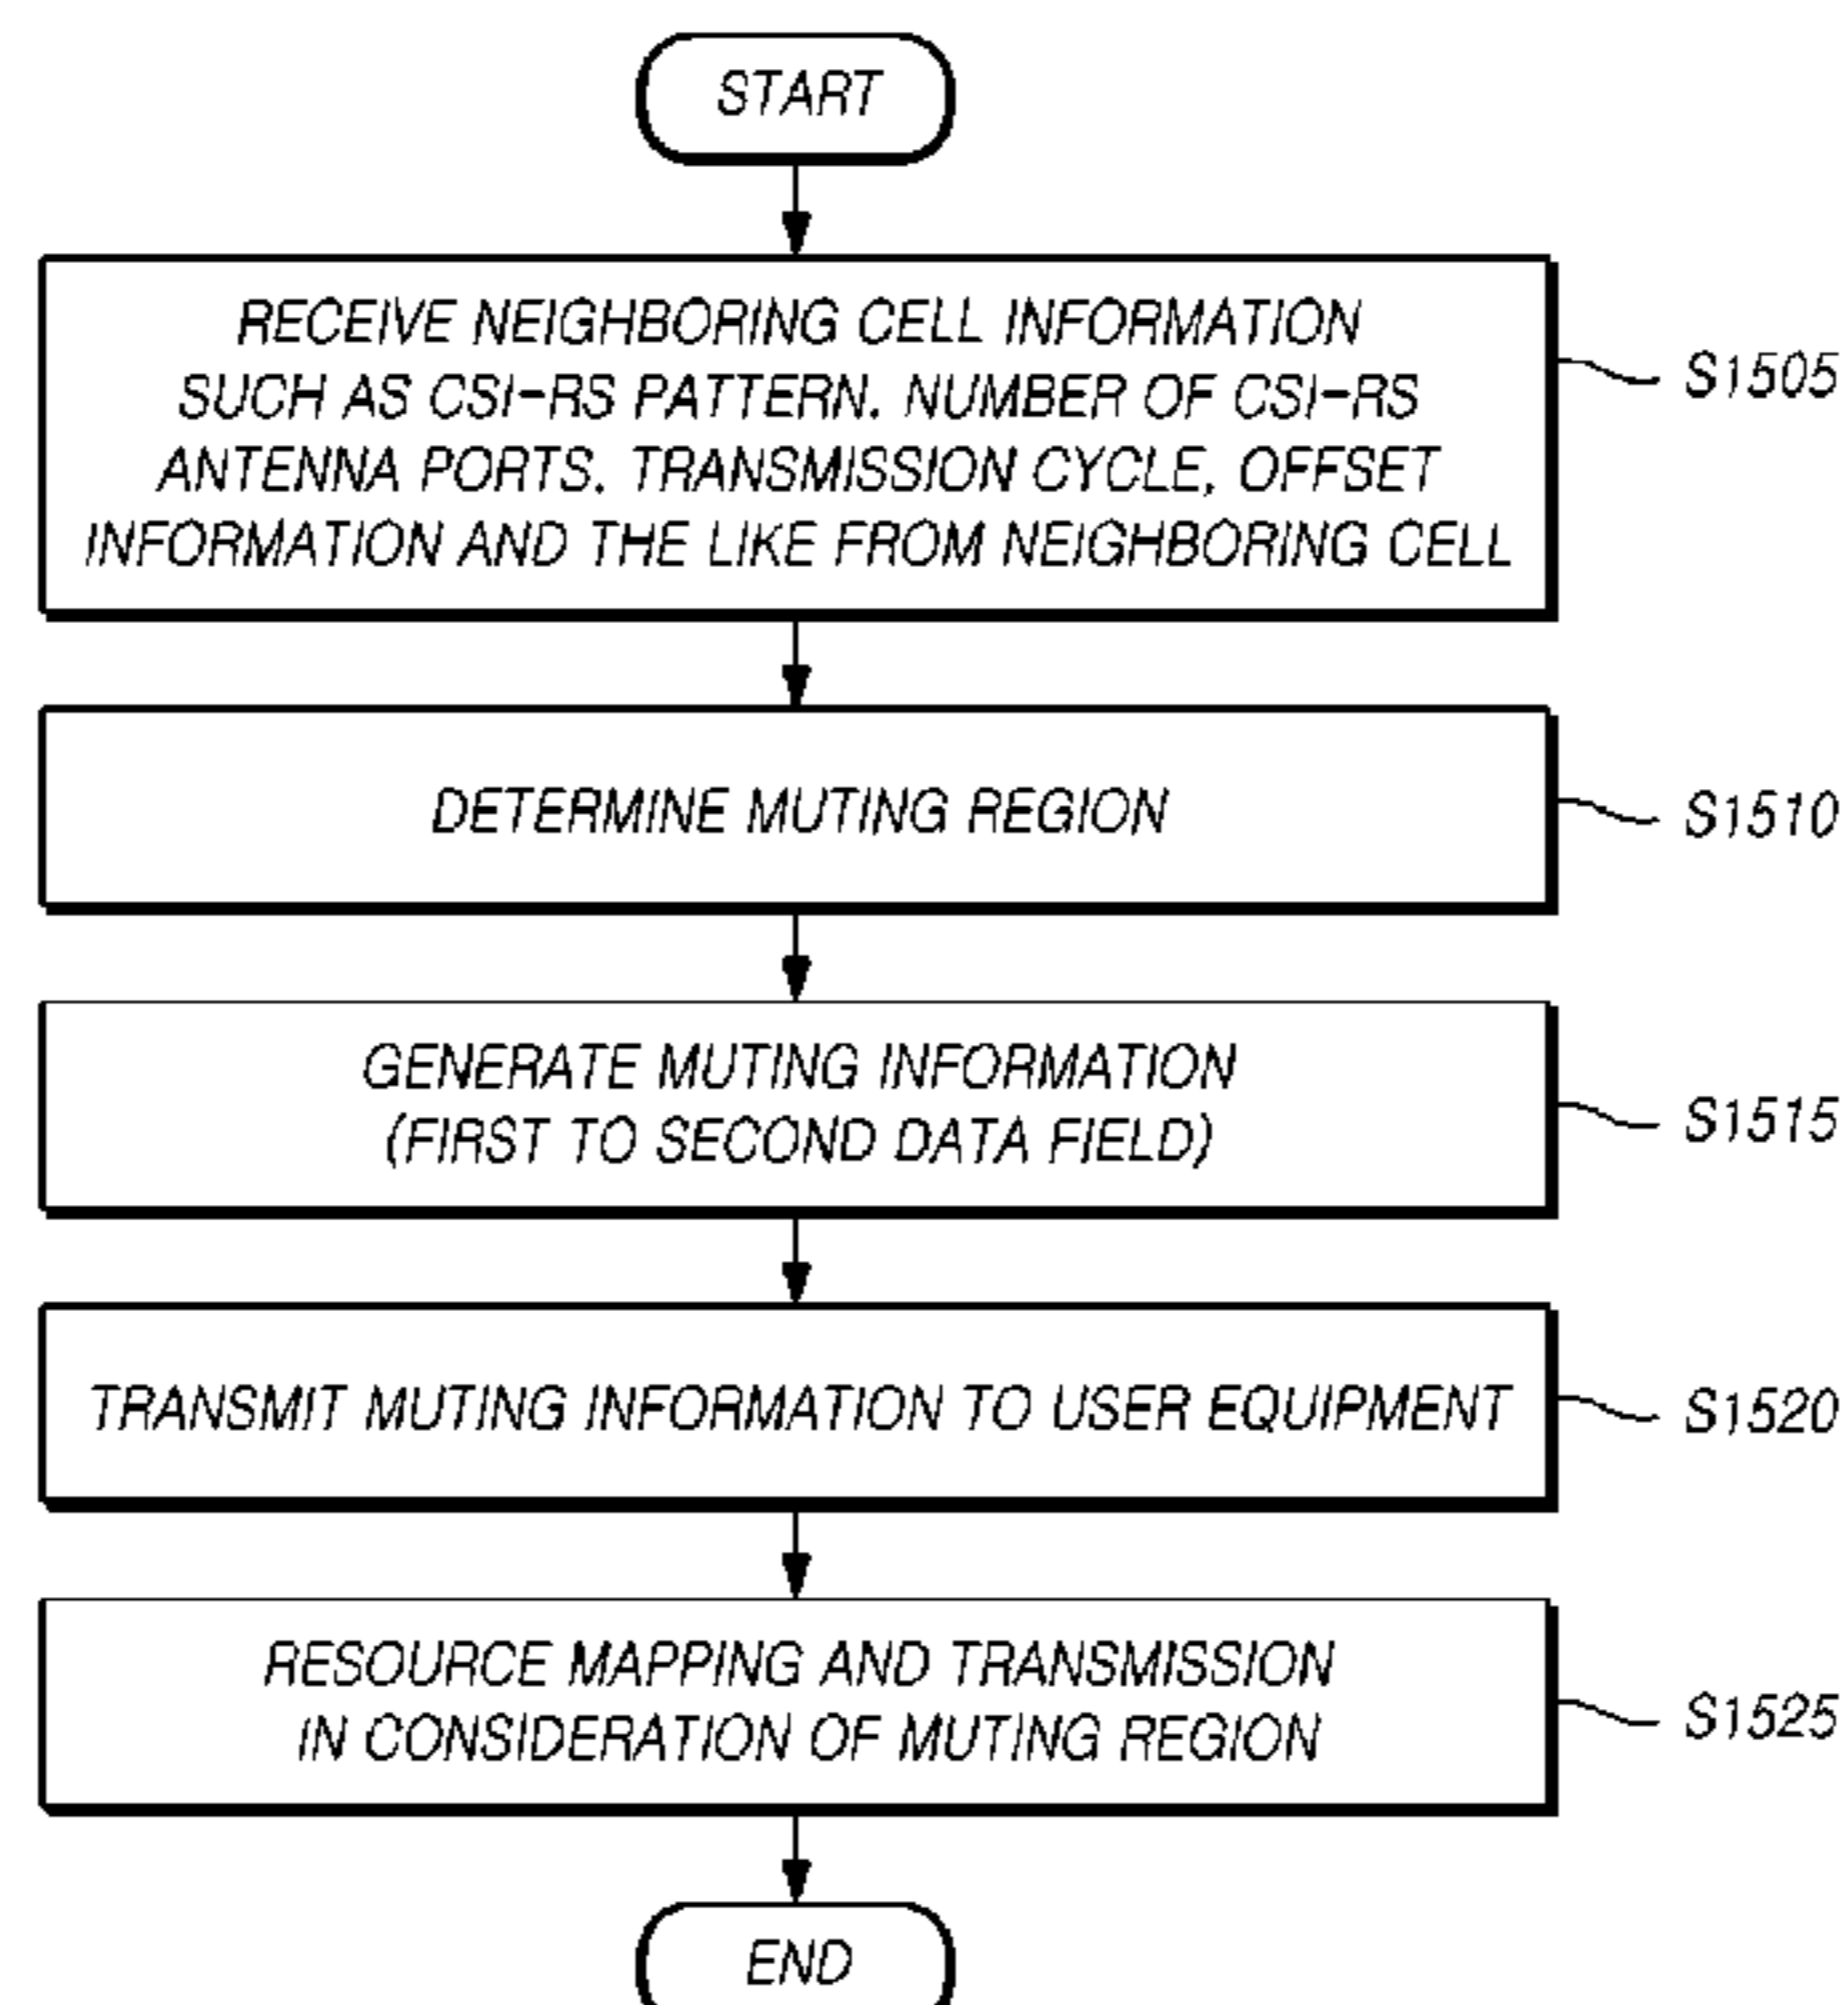 START
RECEIVE NEIGHBORING CELL INFORMATION
SUCH AS CSI-RS PATTERN. NUMBER OF CSI-RS
ANTENNA PORTS. TRANSMISSION CYCLE, OFFSET
INFORMATION AND THE LIKE FROM NEIGHBORING CELL
S1505
DETERMINE MUTING REGION
S1510
GENERATE MUTING INFORMATION
(FIRST TO SECOND DATA FIELD)
S1515
TRANSMIT MUTING INFORMATION TO USER EQUIPMENT
S1520
RESOURCE MAPPING AND TRANSMISSION
IN CONSIDERATION OF MUTING REGION
S1525
END